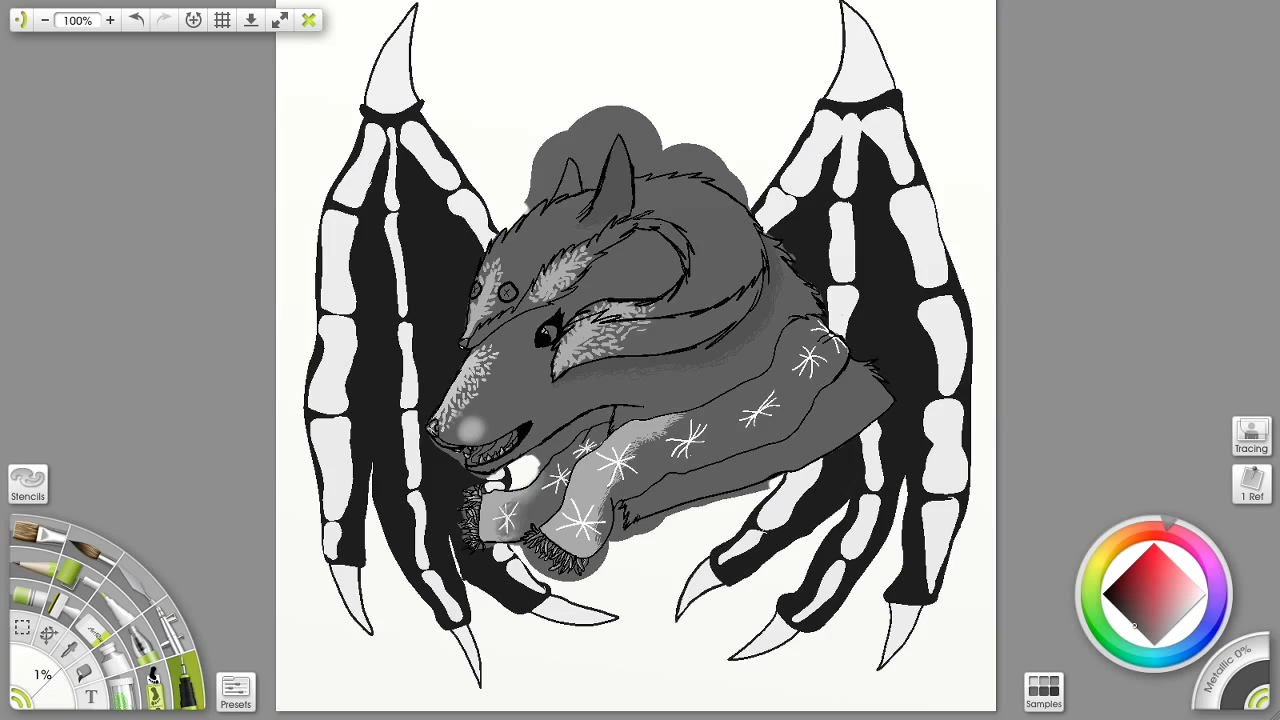 100%
Stencils
1%
T
Presets
Tracing
1 Ref
Metallic 0%
Samples